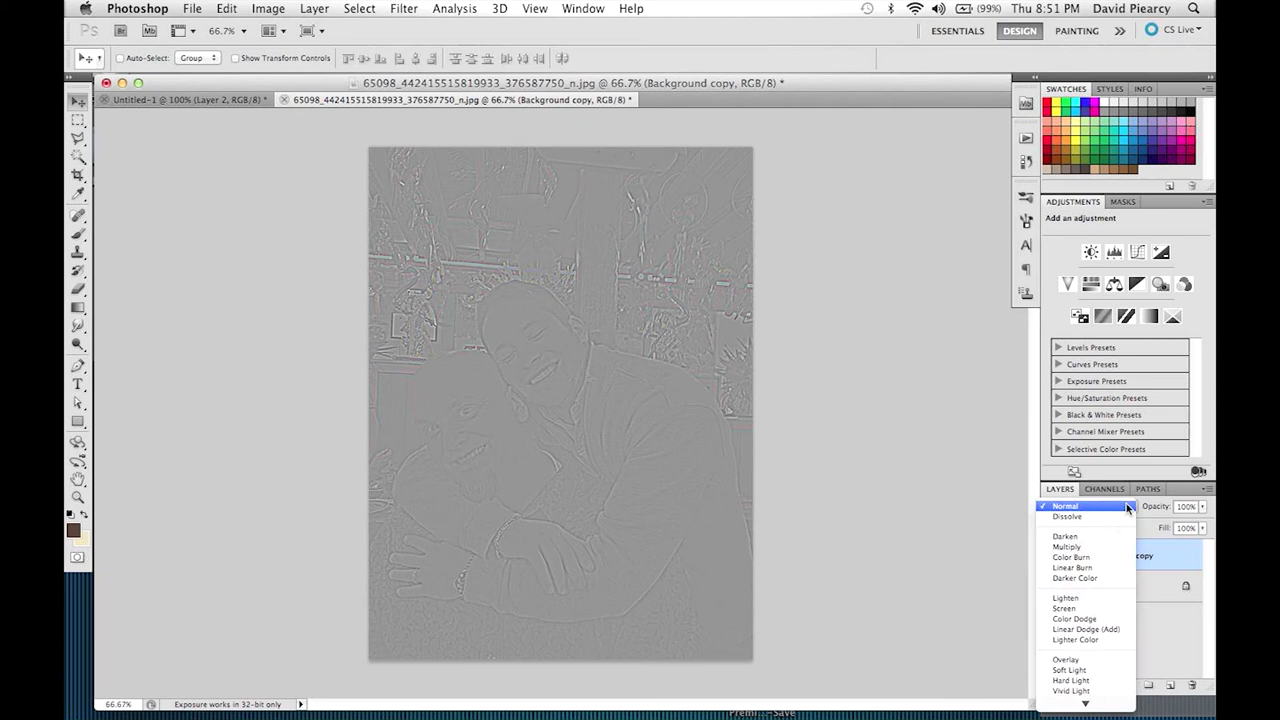 Photoshop File Edit Image Layer Select Filter Analysis 3D View Window Help (99%) Thu 8:51 PM David Piearcy
Ps Br Mb 66.7% ESSENTIALS DESIGN PAINTING CS Live
Auto-Select: Group Show Transform Controls
65098_442415515819933_376587750_n.jpg @ 66.7% (Background copy, RGB/8) *
Untitled-1 @ 100% (Layer 2, RGB/8) * 65098_442415515819933_376587750_n.jpg @ 66.7% (Background copy, RGB/8) *
SWATCHES STYLES INFO
Mb
ADJUSTMENTS MASKS
Add an adjustment
Levels Presets
Curves Presets
Exposure Presets
Hue/Saturation Presets
Black & White Presets
Channel Mixer Presets
Selective Color Presets
LAYERS CHANNELS PATHS
Normal Opacity: 100%
Dissolve
Fill: 100%
Darken
Multiply
copy
Color Burn
Linear Burn
Darker Color
Lighten
Screen
Color Dodge
Linear Dodge (Add)
Lighter Color
Overlay
Soft Light
Hard Light
Vivid Light
66.67% Exposure works in 32-bit only